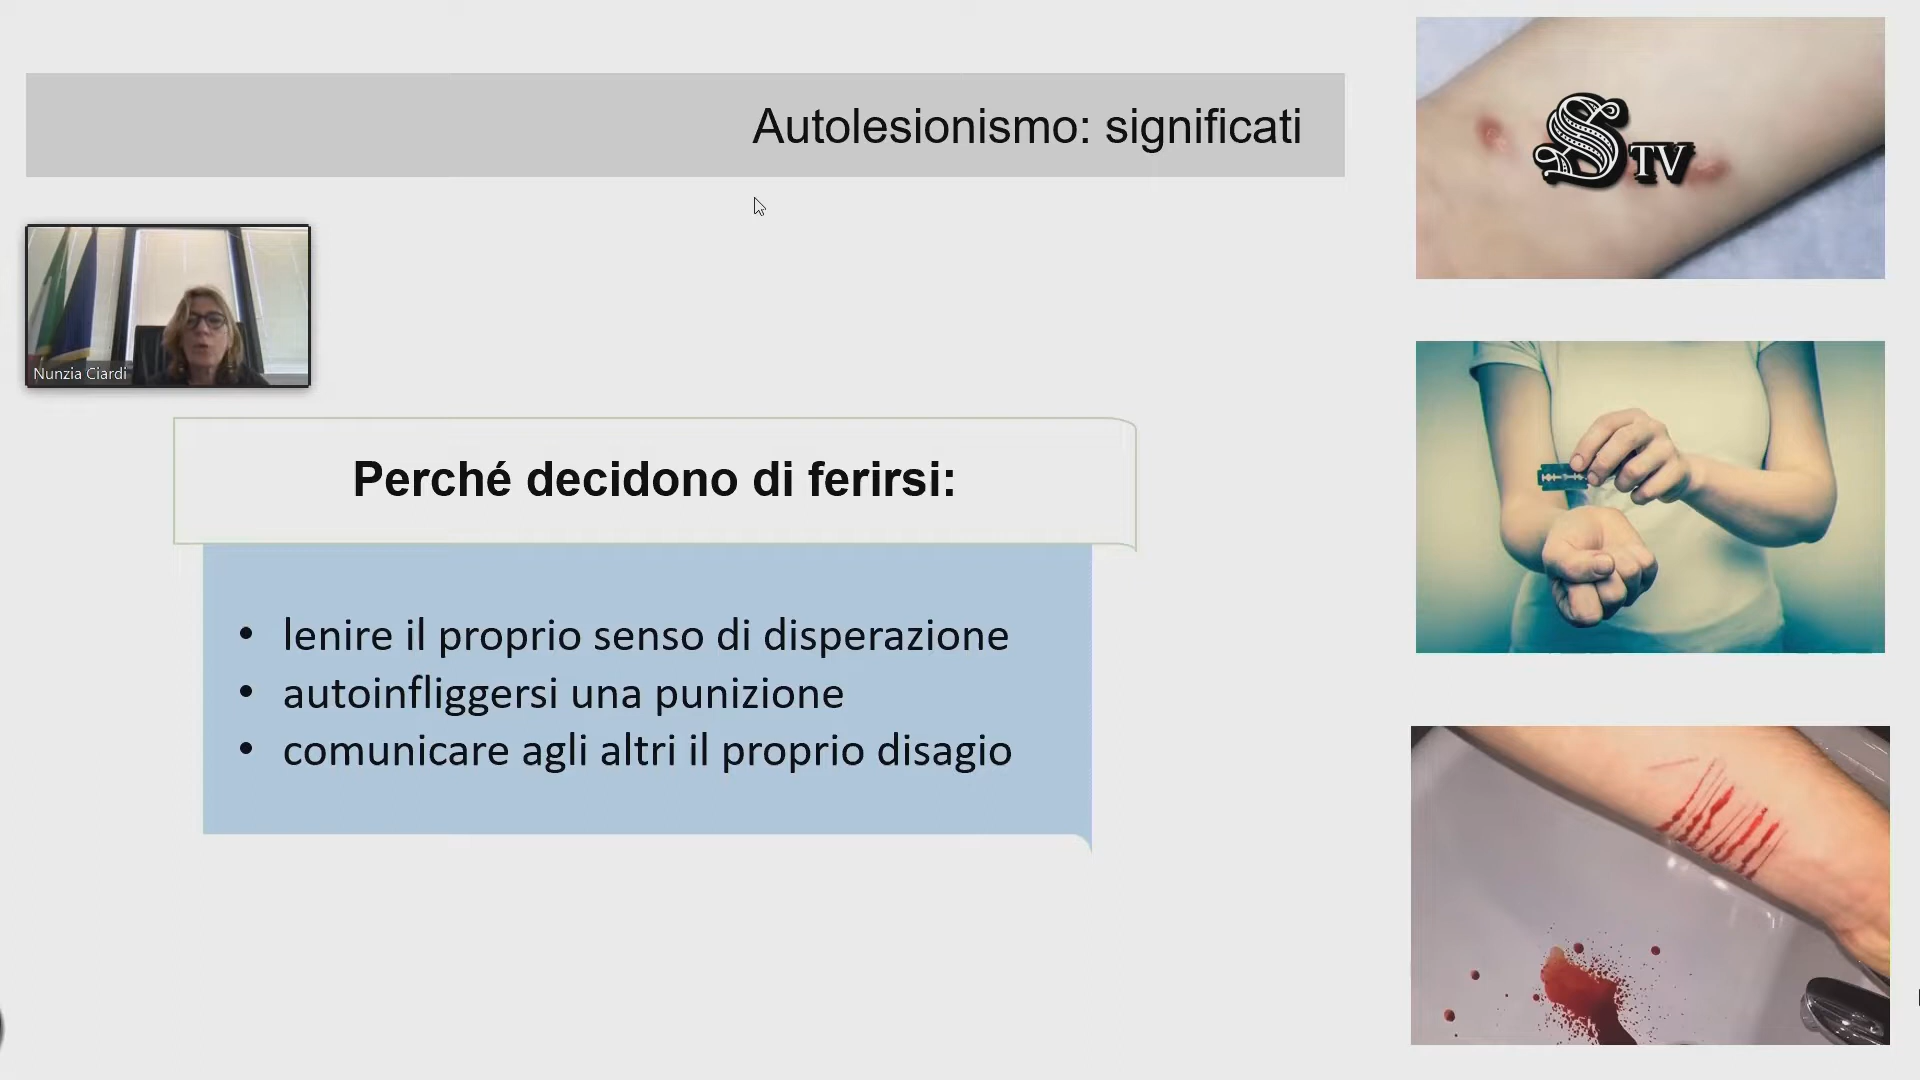 Autolesionismo: significati
S TV
Nunzia Ciardi
Perché decidono di ferirsi:
• lenire il proprio senso di disperazione
• autoinfliggersi una punizione
• comunicare agli altri il proprio disagio